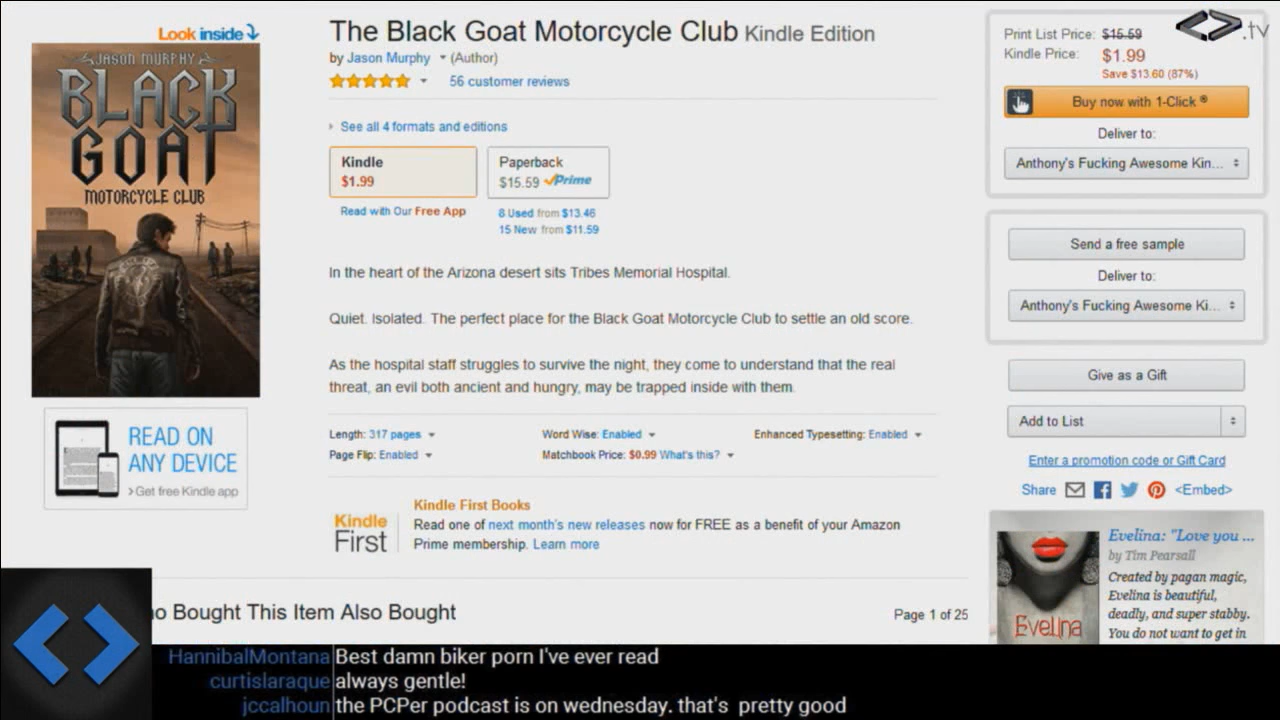 Look inside
JASON MURPHY
BLACK
GOAT
MOTORCYCLE CLUB
READ ON
ANY DEVICE
› Get free Kindle app
The Black Goat Motorcycle Club Kindle Edition
by Jason Murphy (Author)
56 customer reviews
See all 4 formats and editions
Kindle
$1.99
Paperback
$15.59 Prime
Read with Our Free App
8 Used from $13.46
15 New from $11.59
In the heart of the Arizona desert sits Tribes Memorial Hospital.
Quiet. Isolated. The perfect place for the Black Goat Motorcycle Club to settle an old score.
As the hospital staff struggles to survive the night, they come to understand that the real
threat, an evil both ancient and hungry, may be trapped inside with them.
Length: 317 pages
Word Wise: Enabled
Enhanced Typesetting: Enabled
Page Flip: Enabled
Matchbook Price: $0.99 What's this?
Kindle
First
Kindle First Books
Read one of next month's new releases now for FREE as a benefit of your Amazon
Prime membership. Learn more
.tv
Print List Price: $15.59
Kindle Price: $1.99
Save $13.60 (87%)
Buy now with 1-Click ®
Deliver to:
Anthony's Fucking Awesome Kin...
Send a free sample
Deliver to:
Anthony's Fucking Awesome Ki...
Give as a Gift
Add to List
Enter a promotion code or Gift Card
Share <Embed>
Evelina
Evelina: "Love you ...
by Tim Pearsall
Created by pagan magic,
Evelina is beautiful,
deadly, and super stabby.
You do not want to get in
o Bought This Item Also Bought
Page 1 of 25
HannibalMontana Best damn biker porn I've ever read
curtislaraque always gentle!
jccalhoun the PCPer podcast is on wednesday. that's pretty good